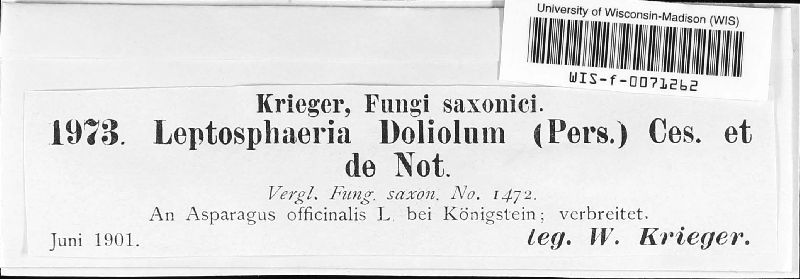 University of Wisconsin-Madison (WIS)
WIS-f-0071262
Krieger, Fungi saxonici.
1973. Leptosphaeria Doliolum (Pers.) Ces. et
de Not.
Vergl. Fung. saxon. No. 1472.
An Asparagus officinalis L. bei Königstein; verbreitet.
Juni 1901.
leg. W. Krieger.